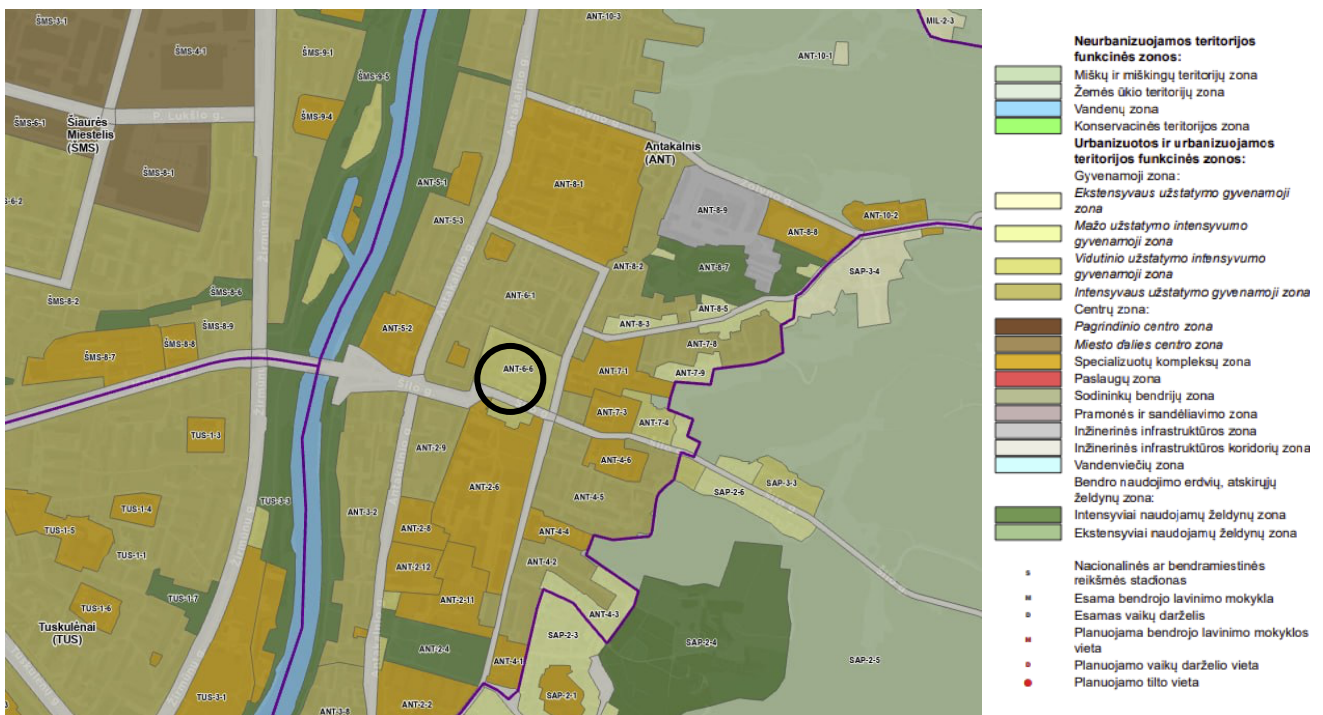 ŠMS-3-1
ŠMS-4-1
ŠMS-9-1
ANT-10-3
MIL-2-3
ANT-10-1
ŠMS-9-5
Antakalnio g.
ŠMS-9-4
P. Lukšio g.
ŠMS-6-1
Šiaurės
Miestelis
(ŠMS)
Antakalnis
(ANT)
ŠMS-8-1
ANT-5-1
ANT-8-1
ANT-8-9
ANT-5-3
ANT-8-8
ANT-10-2
Žirmūnų g.
ANT-8-2
ANT-8-7
SAP-3-4
ŠMS-8-6
ŠMS-8-2
ANT-6-1
ANT-8-5
ŠMS-8-9
ANT-5-2
ANT-8-3
Antakalnio g.
ŠMS-8-7
ŠMS-8-8
ANT-7-8
ANT-6-6
ANT-7-1
ANT-7-9
Šilo g.
Žirmūnų g.
ANT-7-3
ANT-7-4
TUS-1-3
ANT-2-9
ANT-4-6
SAP-3-3
SAP-2-6
ANT-2-6
ANT-4-5
TUS-3-3
TUS-1-4
ANT-3-2
TUS-1-5
ANT-2-8
ANT-4-4
TUS-1-1
Žirmūnų g.
ANT-4-2
ANT-2-12
TUS-1-7
ANT-2-11
TUS-1-6
ANT-4-3
Tuskulėnai
(TUS)
SAP-2-3
SAP-2-4
ANT-2-4
SAP-2-5
ANT-4-1
TUS-3-1
SAP-2-1
ANT-2-2
ANT-3-8
Neurbanizuojamos teritorijos
funkcinės zonos:
Miškų ir miškingų teritorijų zona
Žemės ūkio teritorijų zona
Vandenų zona
Konservacinės teritorijos zona
Urbanizuotos ir urbanizuojamos
teritorijos funkcinės zonos:
Gyvenamoji zona:
Ekstensyvaus užstatymo gyvenamoji
zona
Mažo užstatymo intensyvumo
gyvenamoji zona
Vidutinio užstatymo intensyvumo
gyvenamoji zona
Intensyvaus užstatymo gyvenamoji zona
Centrų zona:
Pagrindinio centro zona
Miesto dalies centro zona
Specializuotų kompleksų zona
Paslaugų zona
Sodininkų bendrijų zona
Pramonės ir sandėliavimo zona
Inžinerinės infrastruktūros zona
Inžinerinės infrastruktūros koridorių zona
Vandenviečių zona
Bendro naudojimo erdvių, atskirųjų
želdynų zona:
Intensyviai naudojamų želdynų zona
Ekstensyviai naudojamų želdynų zona
S Nacionalinės ar bendramiestinės
reikšmės stadionas
M Esama bendrojo lavinimo mokykla
D Esamas vaikų darželis
M Planuojama bendrojo lavinimo mokyklos
vieta
D Planuojamo vaikų darželio vieta
Planuojamo tilto vieta